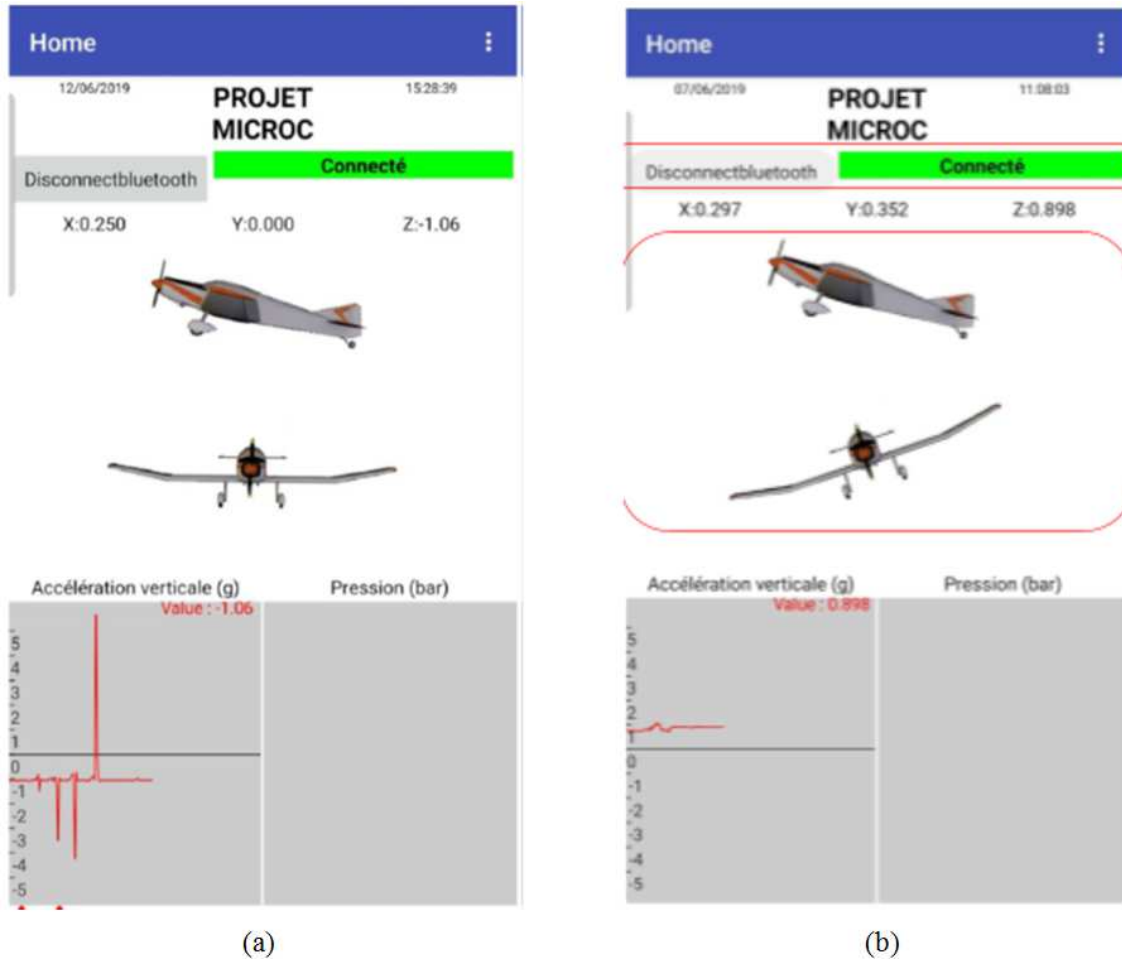 Home
12/06/2019
15:28:39
PROJET
MICROC
Connecté
Disconnectbluetooth
X:0.250 Y:0.000 Z:-1.06
Accélération verticale (g)
Pression (bar)
Value : -1.06
5
4
3
2
1
0
-1
-2
-3
-4
-5
(a)
Home
07/06/2019
11:08:03
PROJET
MICROC
Connecté
Disconnectbluetooth
X:0.297 Y:0.352 Z:0.898
Accélération verticale (g)
Pression (bar)
Value : 0.898
5
4
3
2
1
0
-1
-2
-3
-4
-5
(b)